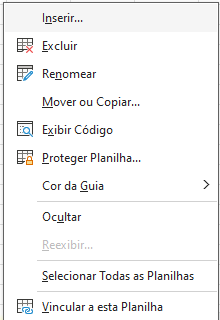 Inserir...
Excluir
Renomear
Mover ou Copiar...
Exibir Código
Proteger Planilha...
Cor da Guia
Ocultar
Reexibir...
Selecionar Todas as Planilhas
Vincular a esta Planilha